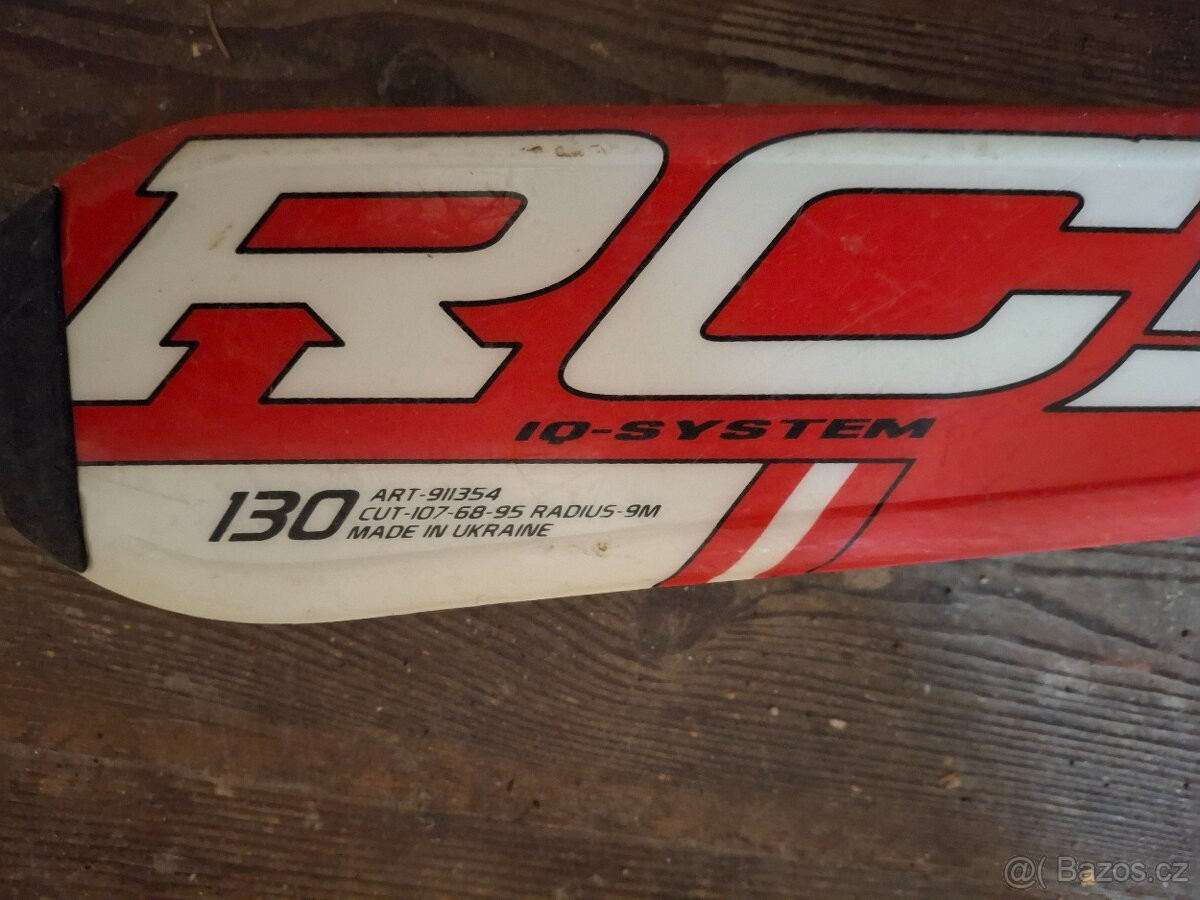 RC
IQ-SYSTEM
130
ART-911354
CUT-107-68-95 RADIUS-9M
MADE IN UKRAINE
@( Bazos.cz